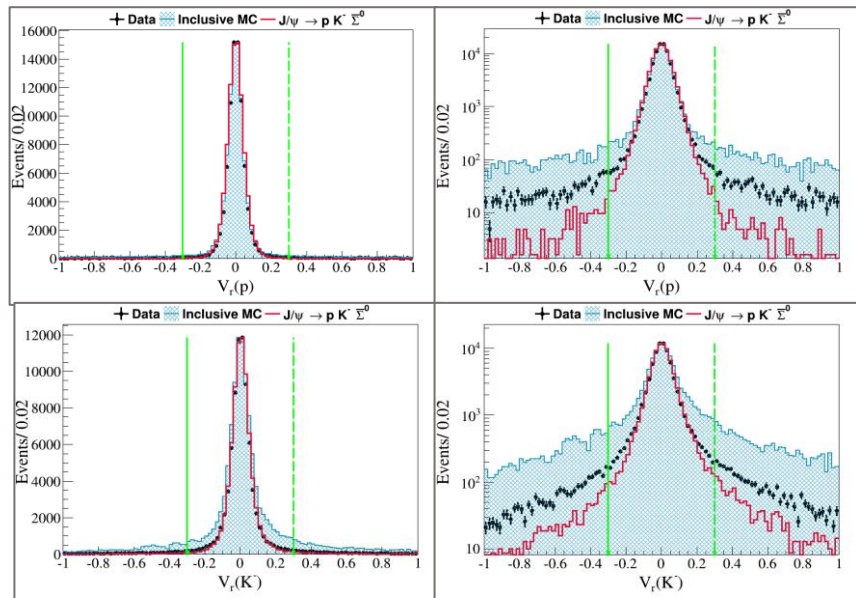 Data Inclusive MC J/ψ → p K⁻ Σ̄⁰
Events/ 0.02
16000
14000
12000
10000
8000
6000
4000
2000
0
-1 -0.8 -0.6 -0.4 -0.2 0 0.2 0.4 0.6 0.8 1
V_r(p)
Data Inclusive MC J/ψ → p K⁻ Σ̄⁰
Events/ 0.02
10⁴
10³
10²
10
-1 -0.8 -0.6 -0.4 -0.2 0 0.2 0.4 0.6 0.8 1
V_r(p)
Data Inclusive MC J/ψ → p K⁻ Σ̄⁰
Events/ 0.02
12000
10000
8000
6000
4000
2000
0
-1 -0.8 -0.6 -0.4 -0.2 0 0.2 0.4 0.6 0.8 1
V_r(K⁻)
Data Inclusive MC J/ψ → p K⁻ Σ̄⁰
Events/ 0.02
10⁴
10³
10²
10
-1 -0.8 -0.6 -0.4 -0.2 0 0.2 0.4 0.6 0.8 1
V_r(K⁻)